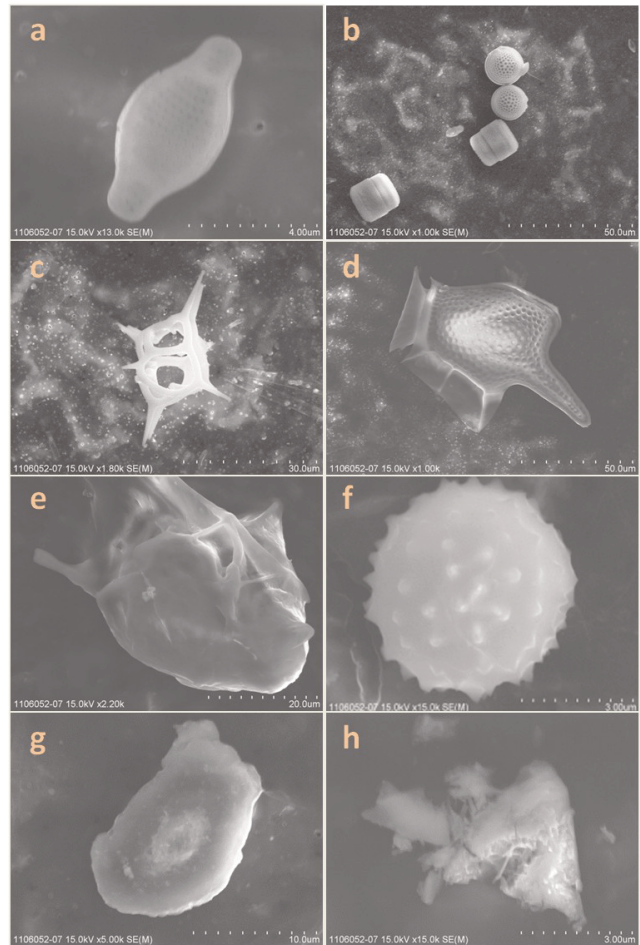 a
b
1106052-07 15.0kV x13.0k SE(M)
4.00um
1106052-07 15.0kV x1.00k SE(M)
50.0um
c
d
1106052-07 15.0kV x1.80k SE(M)
30.0um
1106052-07 15.0kV x1.00k
50.0um
e
f
1106052-07 15.0kV x2.20k
20.0um
1106052-07 15.0kV x15.0k SE(M)
3.00um
g
h
1106052-07 15.0kV x5.00k SE(M)
10.0um
1106052-07 15.0kV x15.0k SE(M)
3.00um